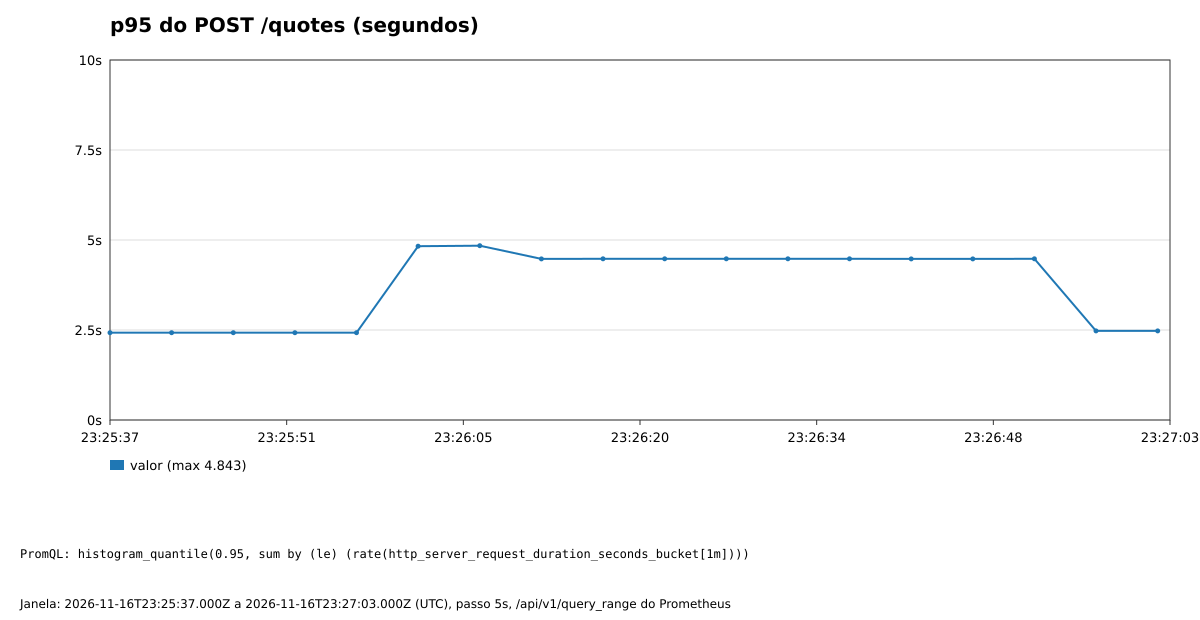 p95 do POST /quotes (segundos)
10s
7.5s
5s
2.5s
0s
23:25:37 23:25:51 23:26:05 23:26:20 23:26:34 23:26:48 23:27:03
valor (max 4.843)
PromQL: histogram_quantile(0.95, sum by (le) (rate(http_server_request_duration_seconds_bucket[1m])))
Janela: 2026-11-16T23:25:37.000Z a 2026-11-16T23:27:03.000Z (UTC), passo 5s, /api/v1/query_range do Prometheus